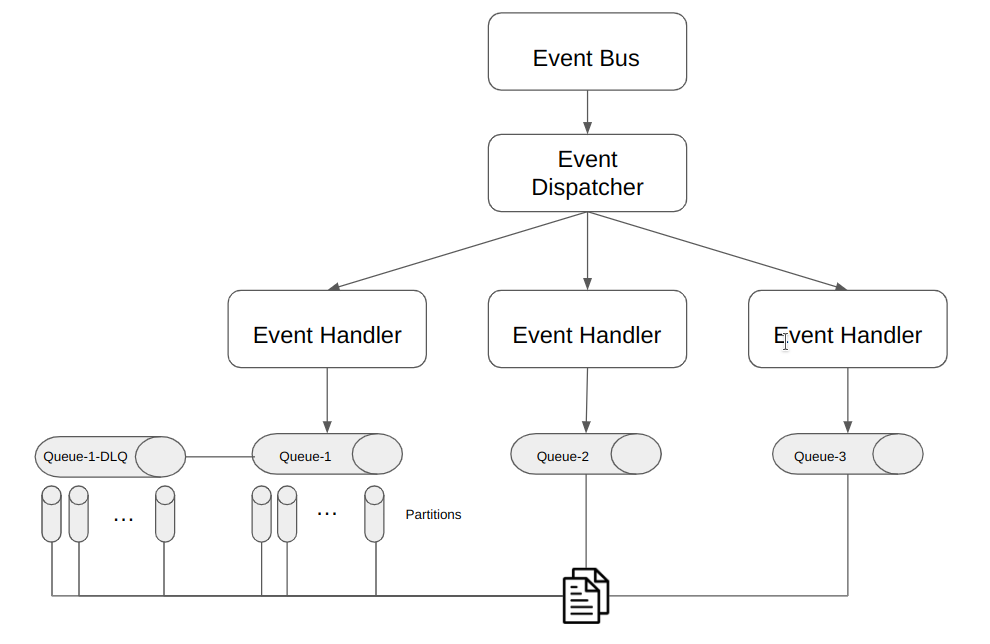 Event Bus
Event
Dispatcher
Event Handler
Event Handler
Event Handler
Queue-1-DLQ
Queue-1
Queue-2
Queue-3
...
...
Partitions